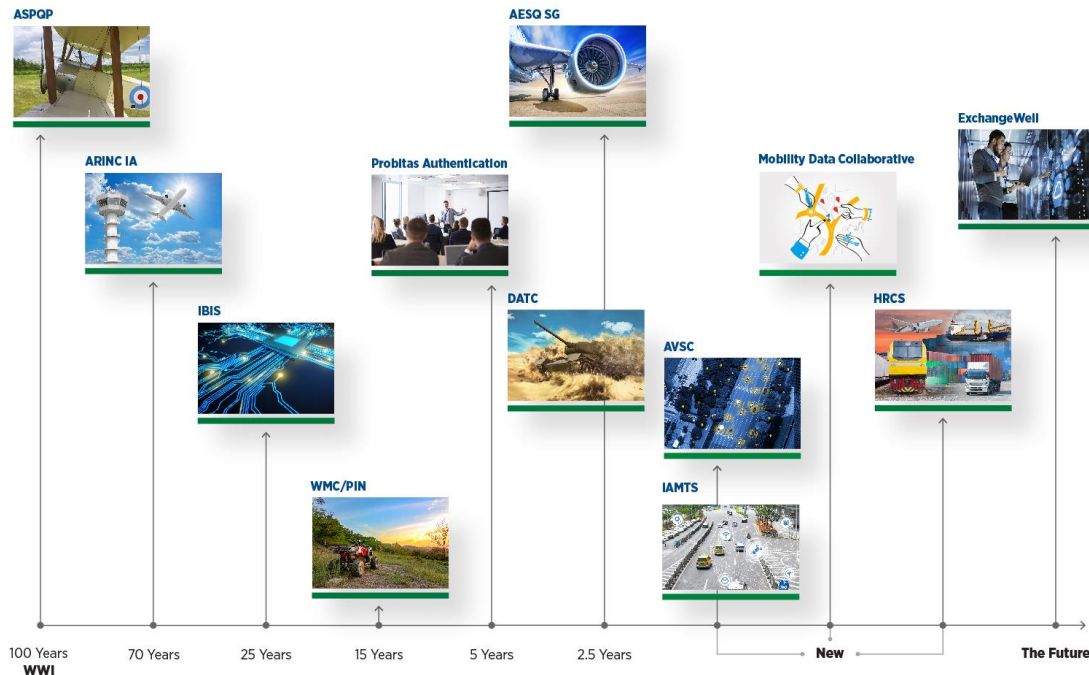 ASPQP
AESQ SG
ExchangeWell
ARINC IA
Probitas Authentication
Mobility Data Collaborative
IBIS
DATC
HRCS
AVSC
WMC/PIN
IAMTS
100 Years
WWI
70 Years
25 Years
15 Years
5 Years
2.5 Years
New
The Future